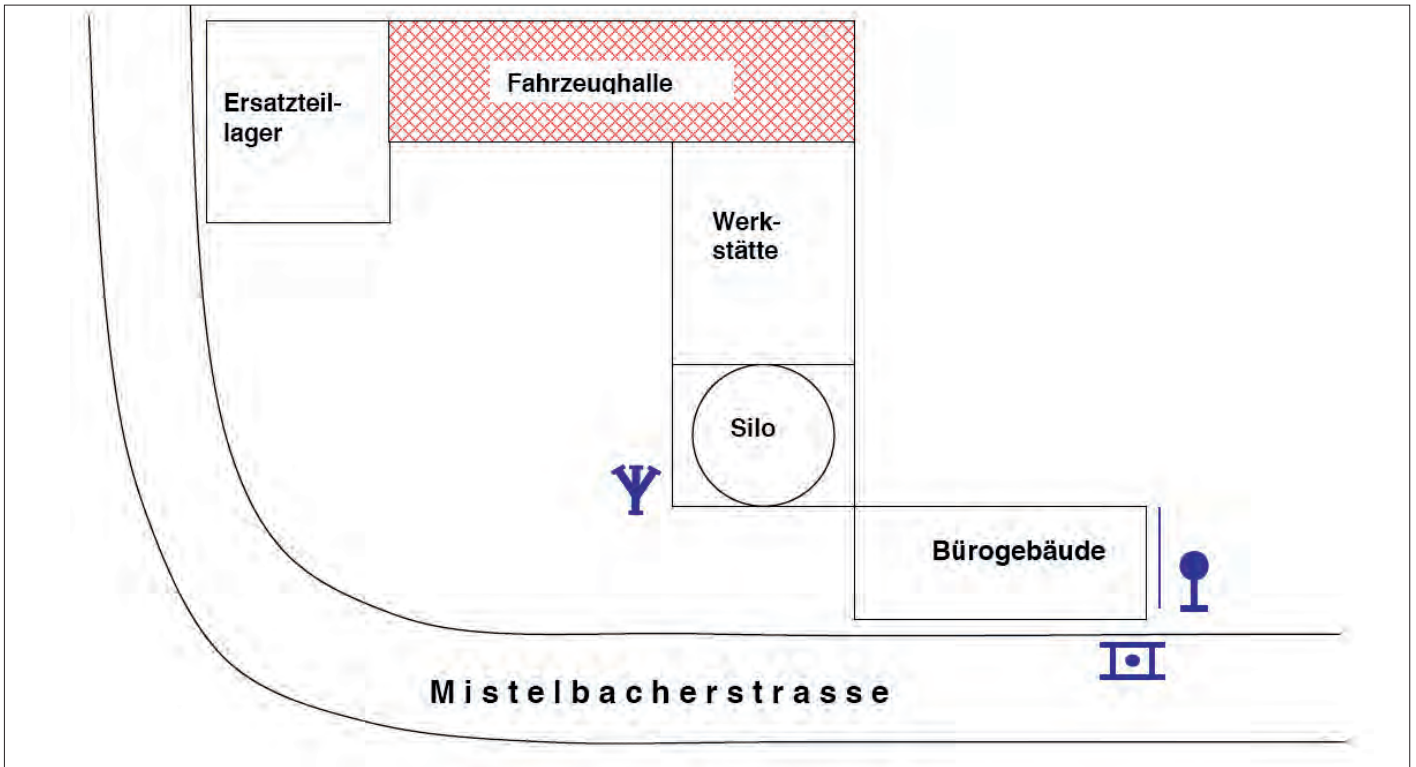 Fahrzeughalle
Ersatzteil-
lager
Werk-
stätte
Silo
Bürogebäude
Mistelbacherstrasse